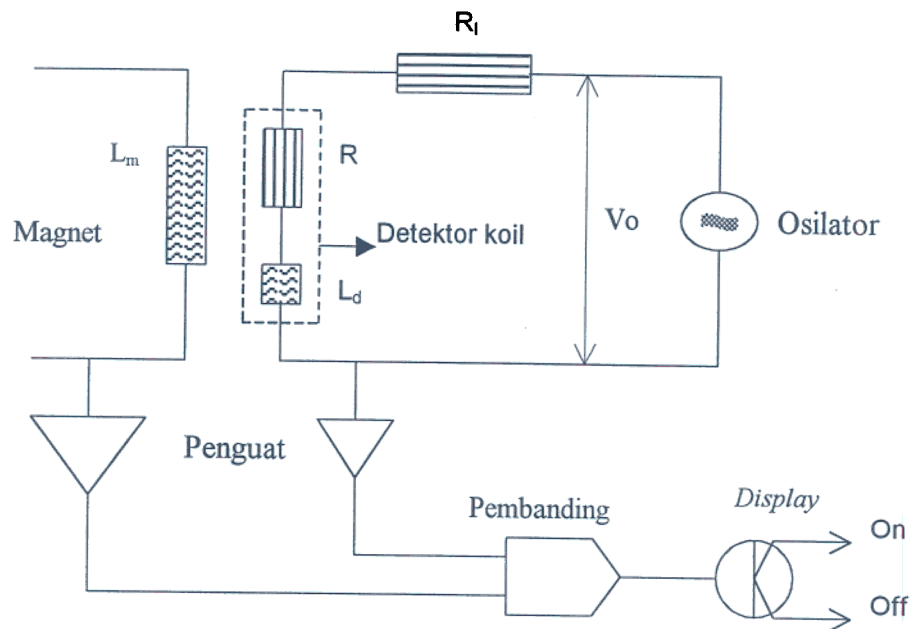 Rl
Lm
R
Magnet
Detektor koil
Vo
Osilator
Ld
Penguat
Pembanding
Display
On
Off